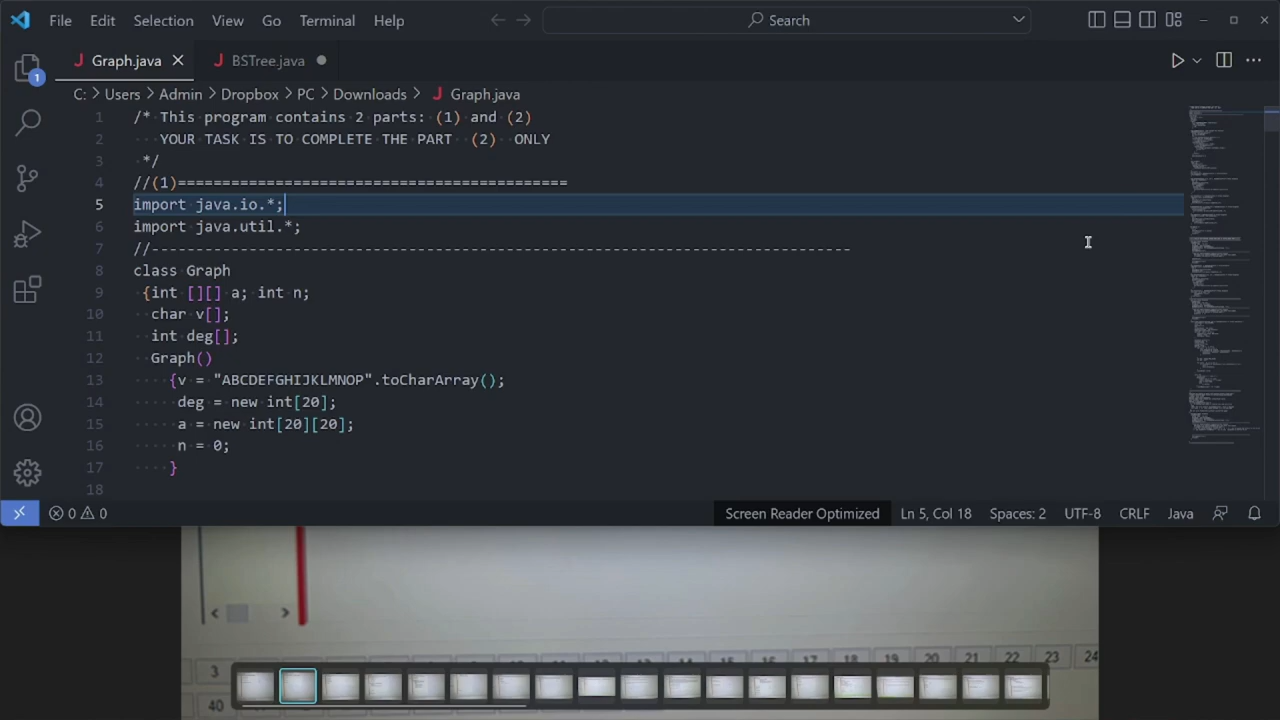 File Edit Selection View Go Terminal Help Search
Graph.java BSTree.java
1
C: > Users > Admin > Dropbox > PC > Downloads > Graph.java
1 /* This program contains 2 parts: (1) and (2)
2 YOUR TASK IS TO COMPLETE THE PART (2) ONLY
3 */
4 //(1)============================================
5 import java.io.*;
6 import java.util.*;
7 //---------------------------------------------------------------------------------
8 class Graph
9 {int [][] a; int n;
10 char v[];
11 int deg[];
12 Graph()
13 {v = "ABCDEFGHIJKLMNOP".toCharArray();
14 deg = new int[20];
15 a = new int[20][20];
16 n = 0;
17 }
18
0 0 Screen Reader Optimized Ln 5, Col 18 Spaces: 2 UTF-8 CRLF Java
3 18 19 20 21 22 23 24
40